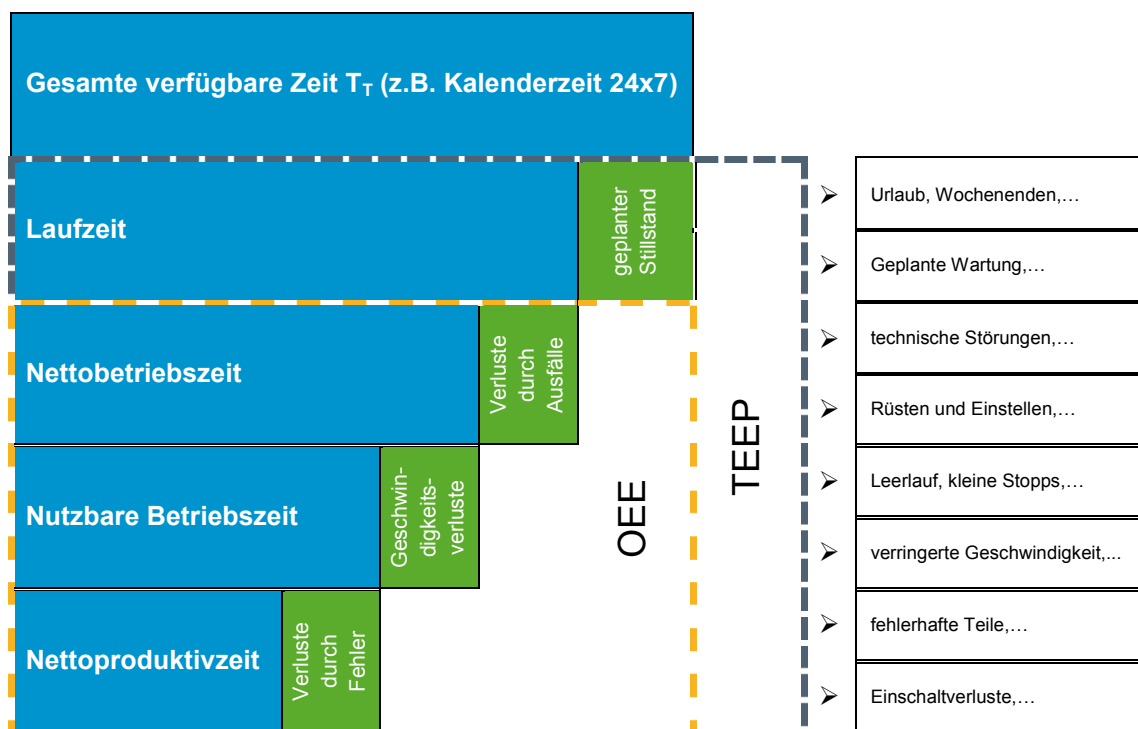 Gesamte verfügbare Zeit T_T (z.B. Kalenderzeit 24x7)
Laufzeit
geplanter
Stillstand
Nettobetriebszeit
Verluste
durch
Ausfälle
Nutzbare Betriebszeit
Geschwin-
digkeits-
verluste
Nettoproduktivzeit
Verluste
durch
Fehler
OEE
TEEP
Urlaub, Wochenenden,…
Geplante Wartung,…
technische Störungen,…
Rüsten und Einstellen,…
Leerlauf, kleine Stopps,…
verringerte Geschwindigkeit,...
fehlerhafte Teile,…
Einschaltverluste,…